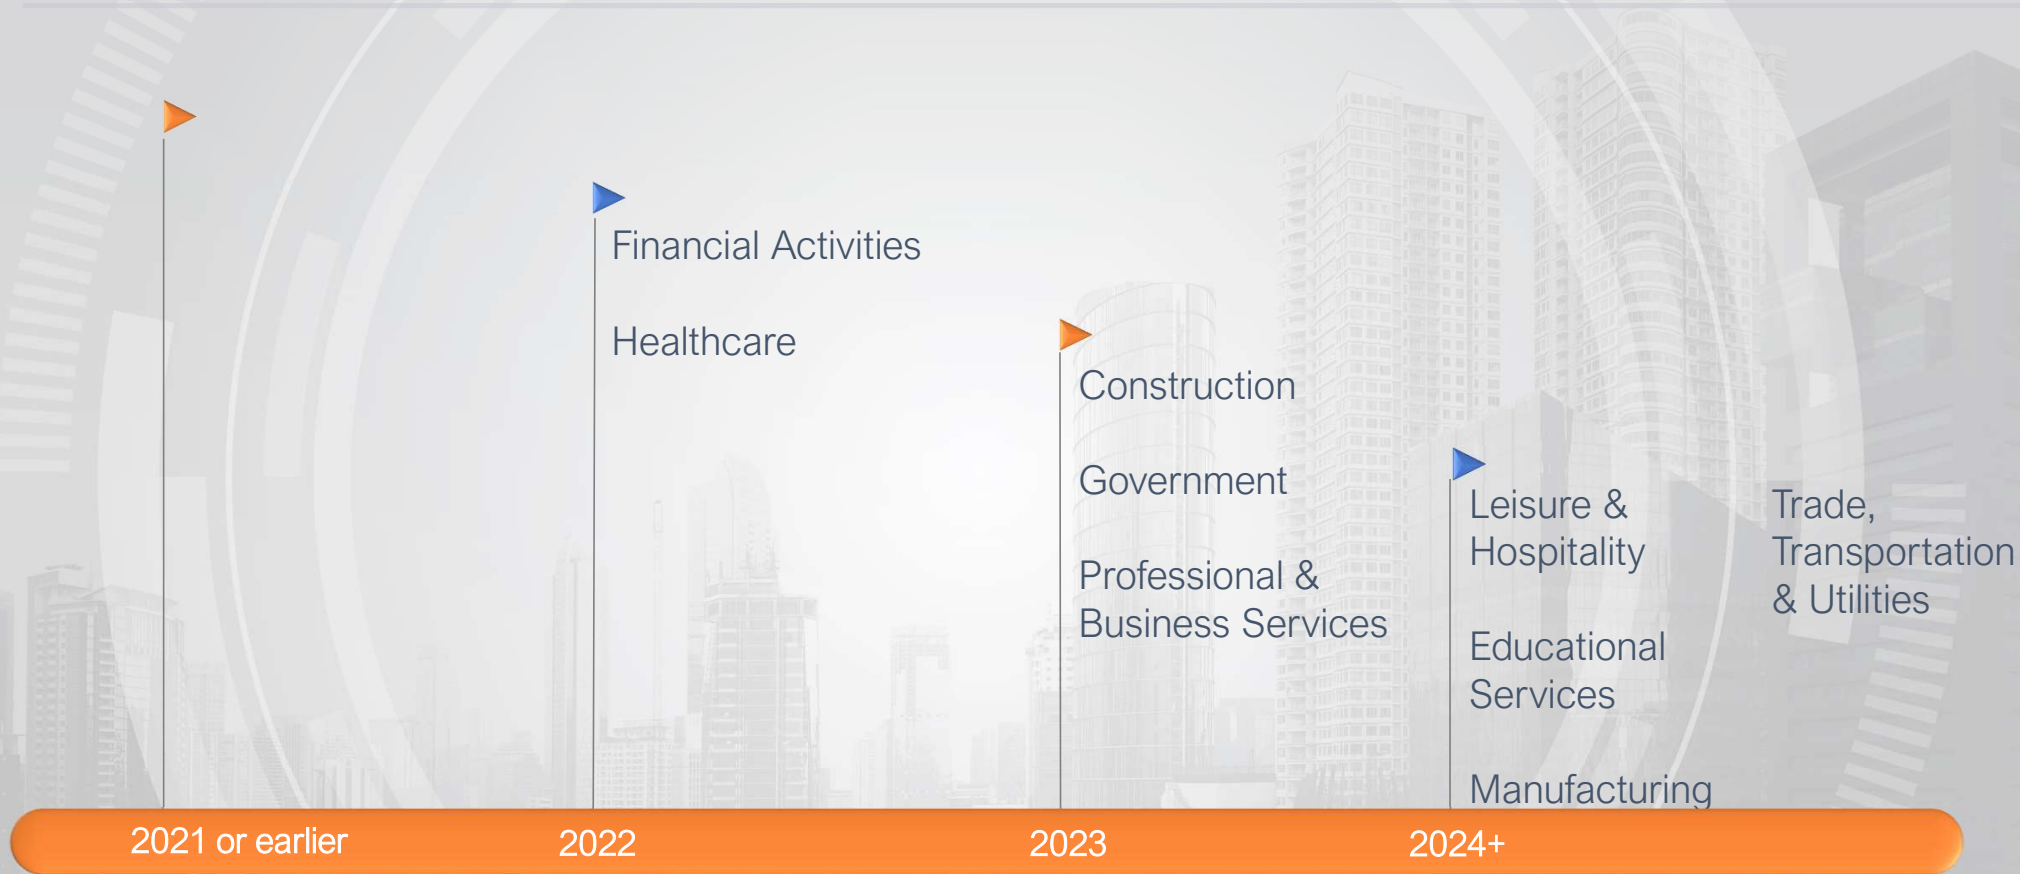 Financial Activities
Healthcare
Construction
Government
Professional &
Business Services
Leisure &
Hospitality
Educational
Services
Manufacturing
Trade,
Transportation
& Utilities
2021 or earlier
2022
2023
2024+